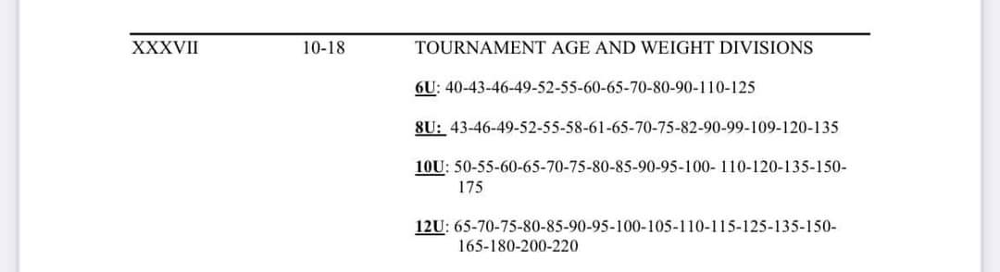 XXXVII 10-18 TOURNAMENT AGE AND WEIGHT DIVISIONS
6U: 40-43-46-49-52-55-60-65-70-80-90-110-125
8U: 43-46-49-52-55-58-61-65-70-75-82-90-99-109-120-135
10U: 50-55-60-65-70-75-80-85-90-95-100- 110-120-135-150-
175
12U: 65-70-75-80-85-90-95-100-105-110-115-125-135-150-
165-180-200-220